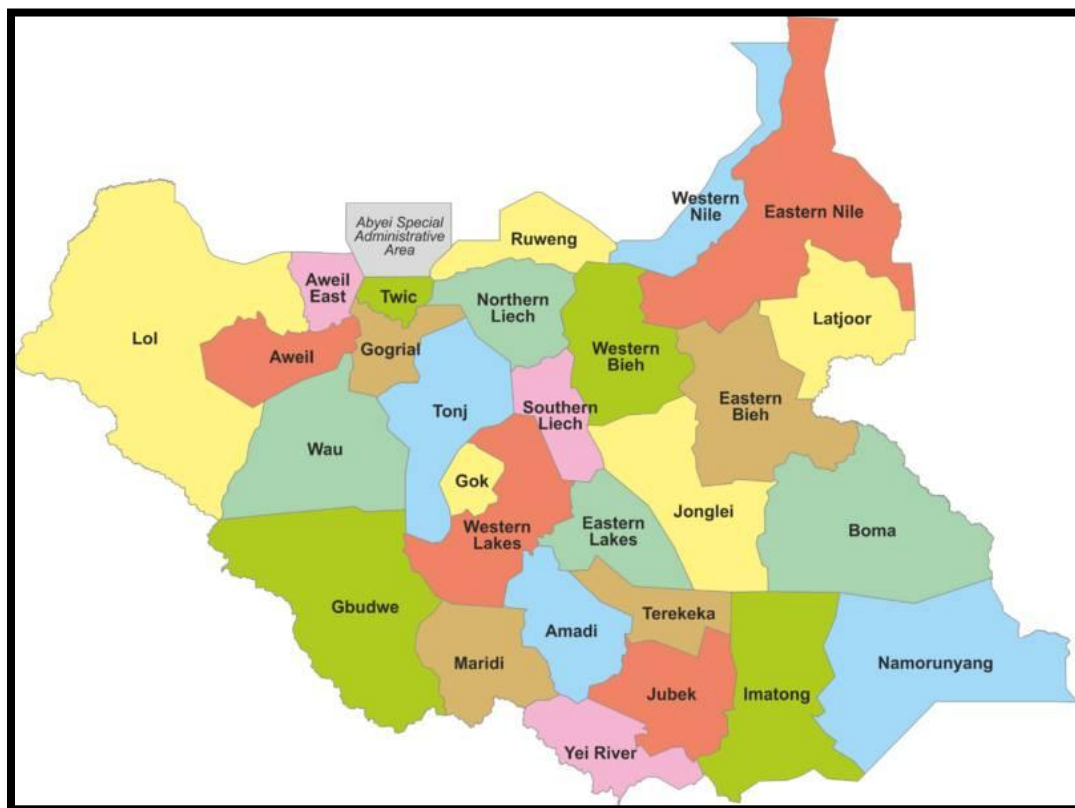 Western
Nile
Eastern Nile
Abyei Special
Administrative
Area
Ruweng
Aweil
East
Twic
Northern
Liech
Latjoor
Lol
Aweil
Gogrial
Western
Bieh
Eastern
Bieh
Tonj
Southern
Liech
Wau
Gok
Western
Lakes
Eastern
Lakes
Jonglei
Boma
Gbudwe
Terekeka
Amadi
Maridi
Namorunyang
Jubek
Imatong
Yei River